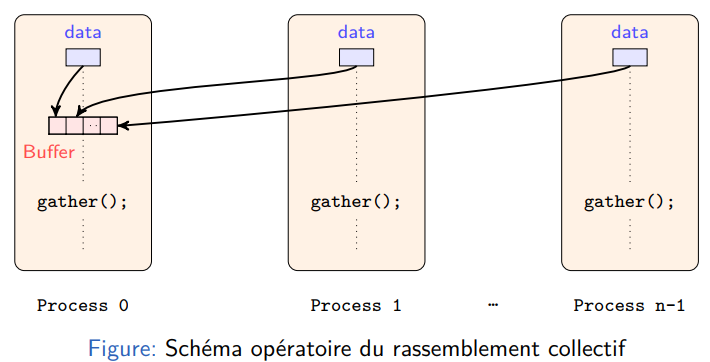 data data data
··
Buffer
gather(); gather(); gather();
Process 0 Process 1 … Process n-1
Figure: Schéma opératoire du rassemblement collectif